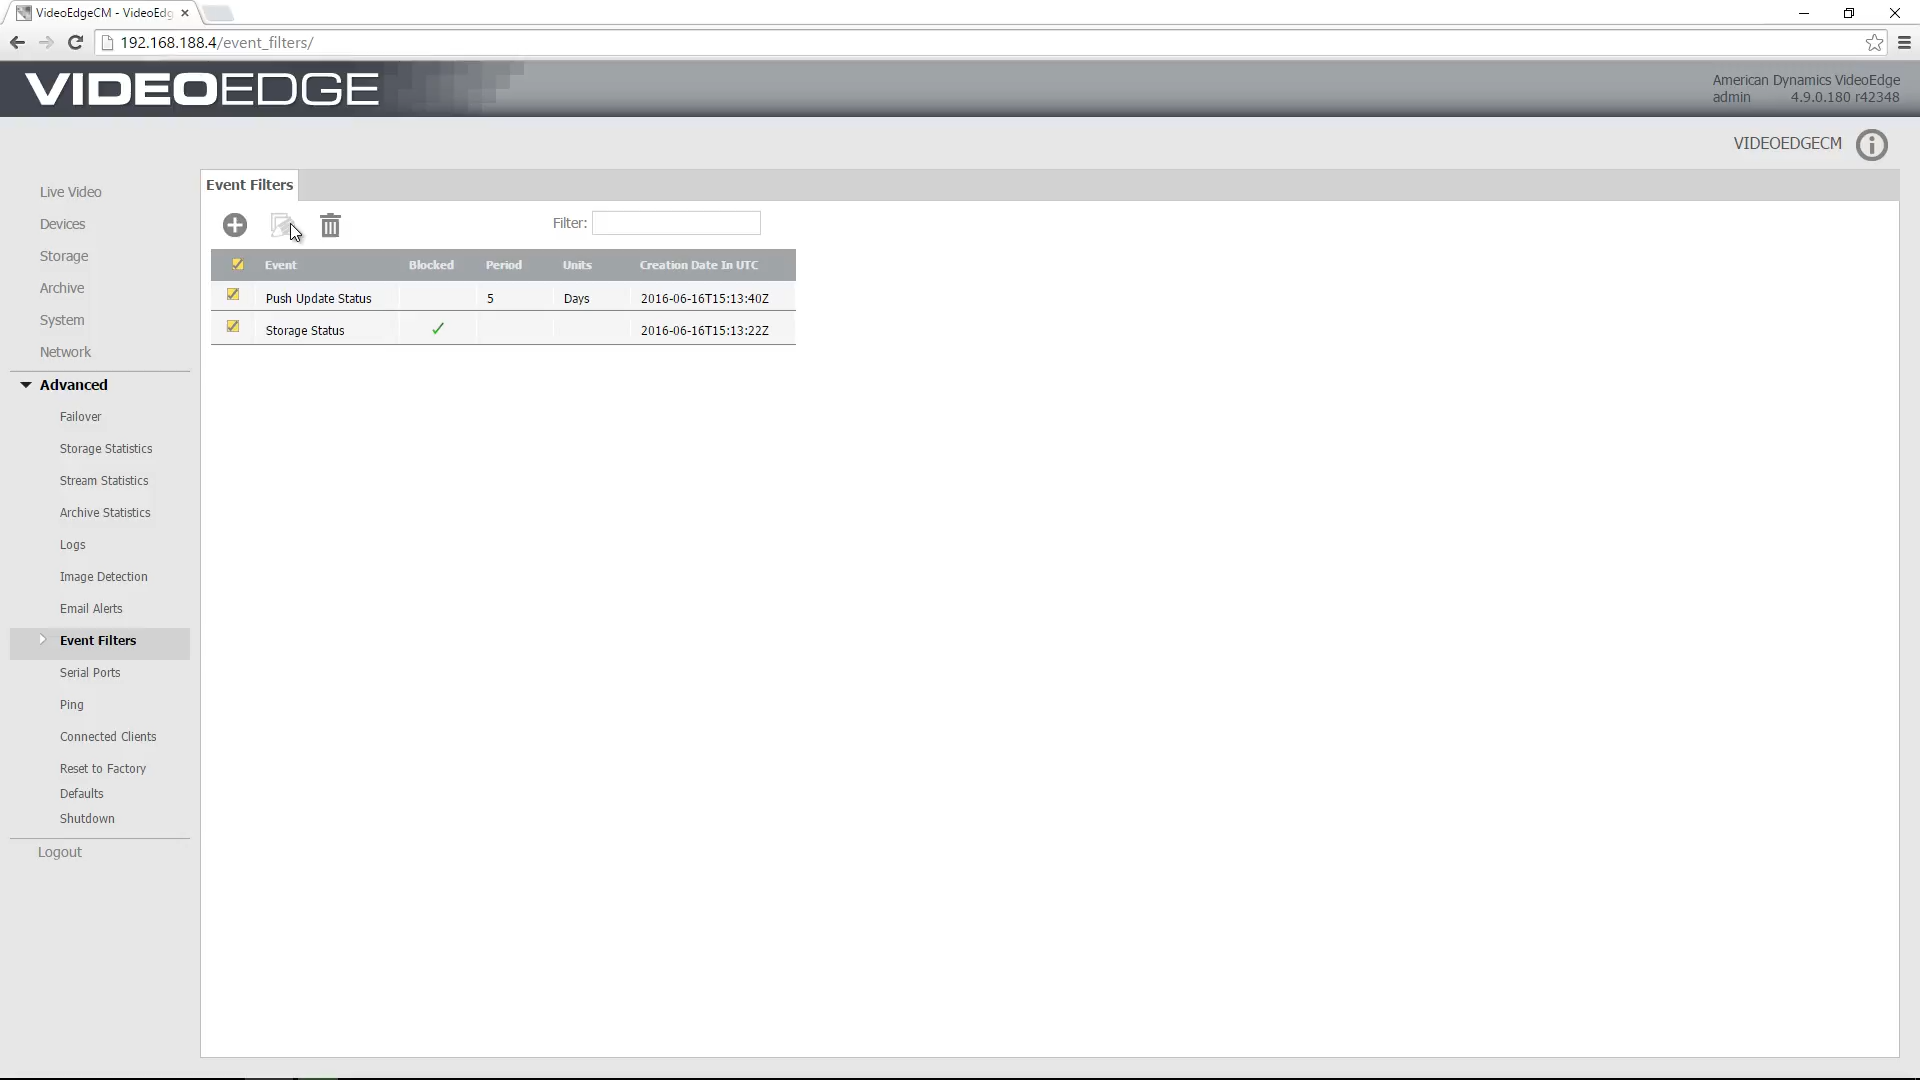 VideoEdgeCM - VideoEdg
192.168.188.4/event_filters/
VIDEOEDGE
American Dynamics VideoEdge
admin 4.9.0.180 r42348
VIDEOEDGECM
Live Video
Devices
Storage
Archive
System
Network
Advanced
Failover
Storage Statistics
Stream Statistics
Archive Statistics
Logs
Image Detection
Email Alerts
Event Filters
Serial Ports
Ping
Connected Clients
Reset to Factory
Defaults
Shutdown
Logout
Event Filters
Filter:
Event Blocked Period Units Creation Date In UTC
Push Update Status 5 Days 2016-06-16T15:13:40Z
Storage Status 2016-06-16T15:13:22Z